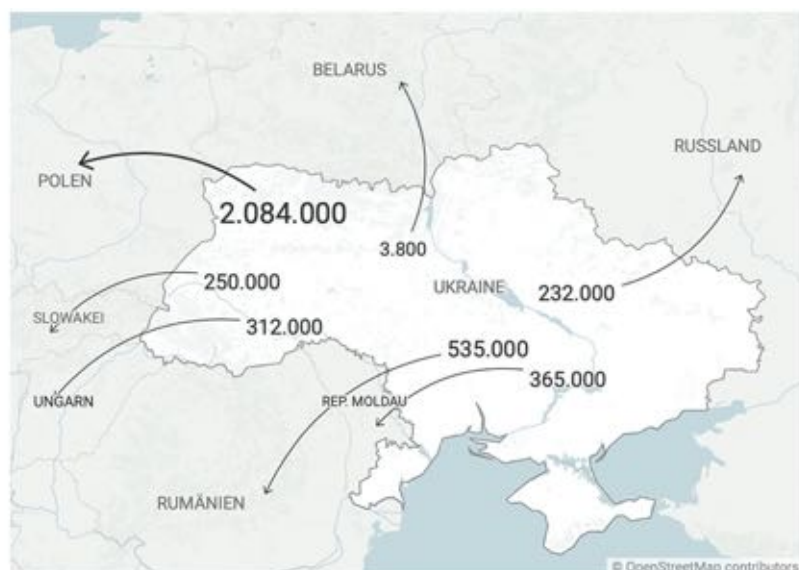 BELARUS
RUSSLAND
POLEN
2.084.000
3.800
250.000
UKRAINE
232.000
SLOWAKEI
312.000
535.000
365.000
UNGARN
REP. MOLDAU
RUMÄNIEN
© OpenStreetMap contributors